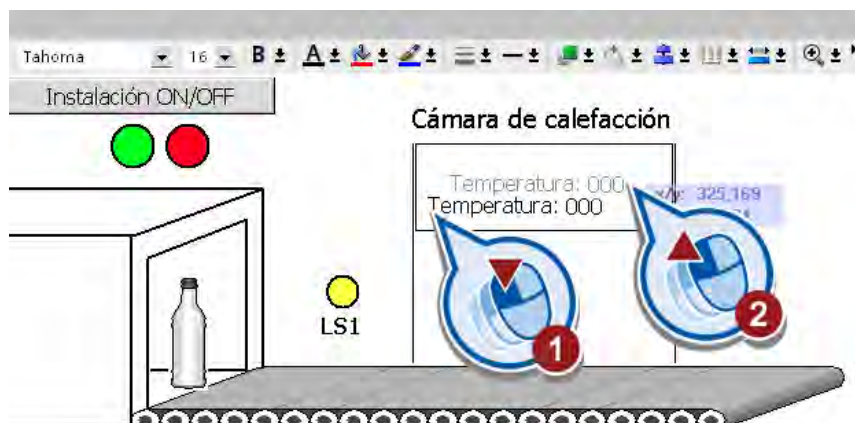 Tahoma 16 B A
Instalación ON/OFF
Cámara de calefacción
Temperatura: 000
x/y: 325,169
Temperatura: 000
LS1
1
2